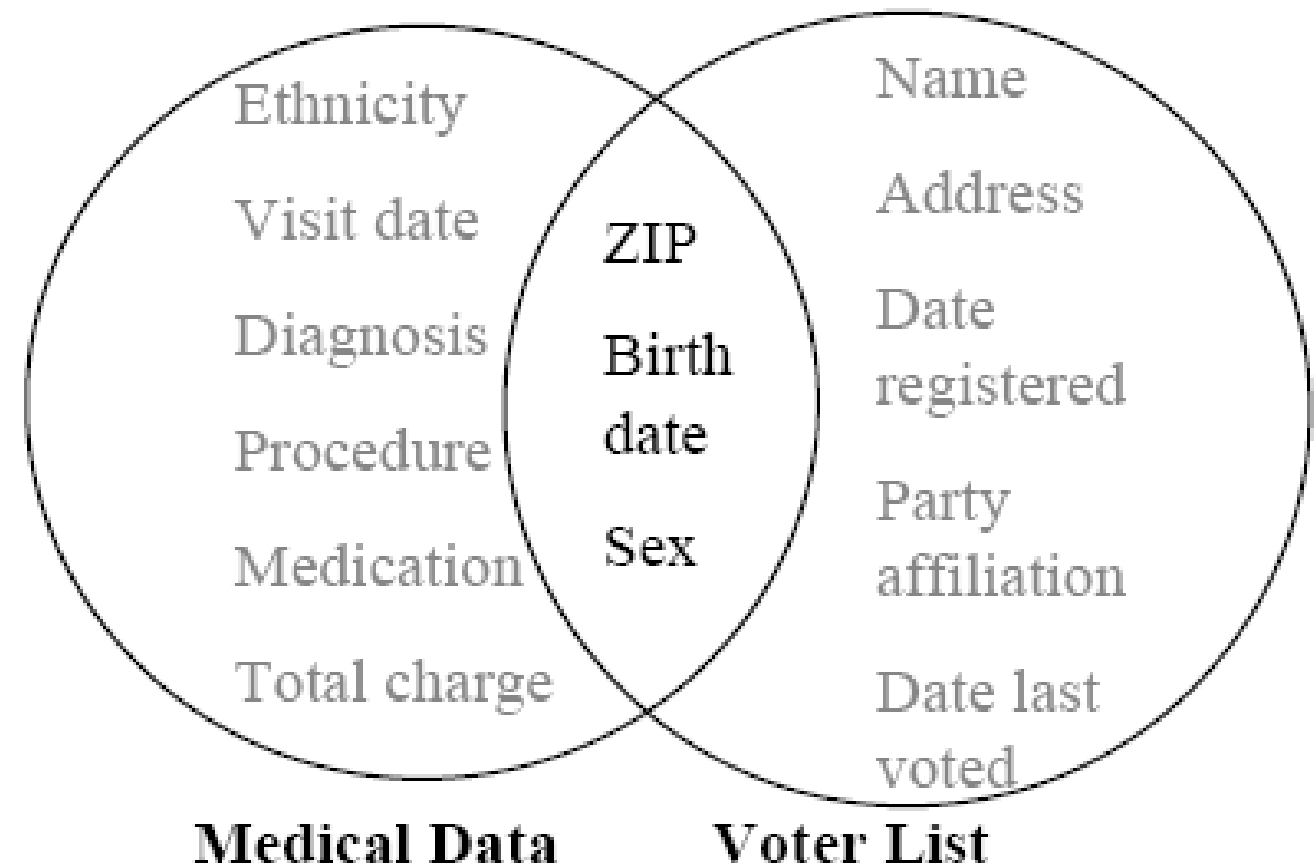 Ethnicity
Visit date
Diagnosis
Procedure
Medication
Total charge
ZIP
Birth
date
Sex
Name
Address
Date
registered
Party
affiliation
Date last
voted
Medical Data
Voter List